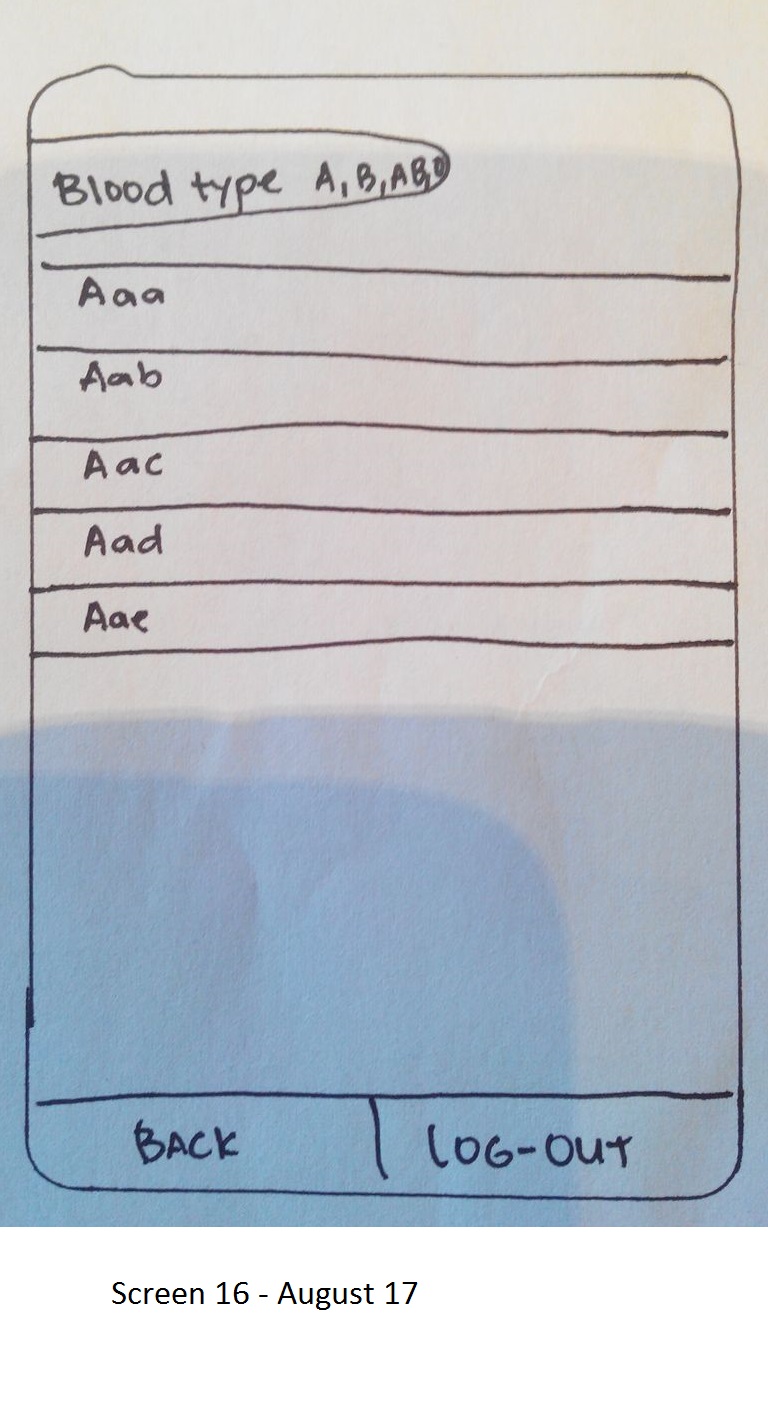 Blood type A, B, AB, O
Aaa
Aab
Aac
Aad
Aae
BACK
LOG-OUT
Screen 16 - August 17